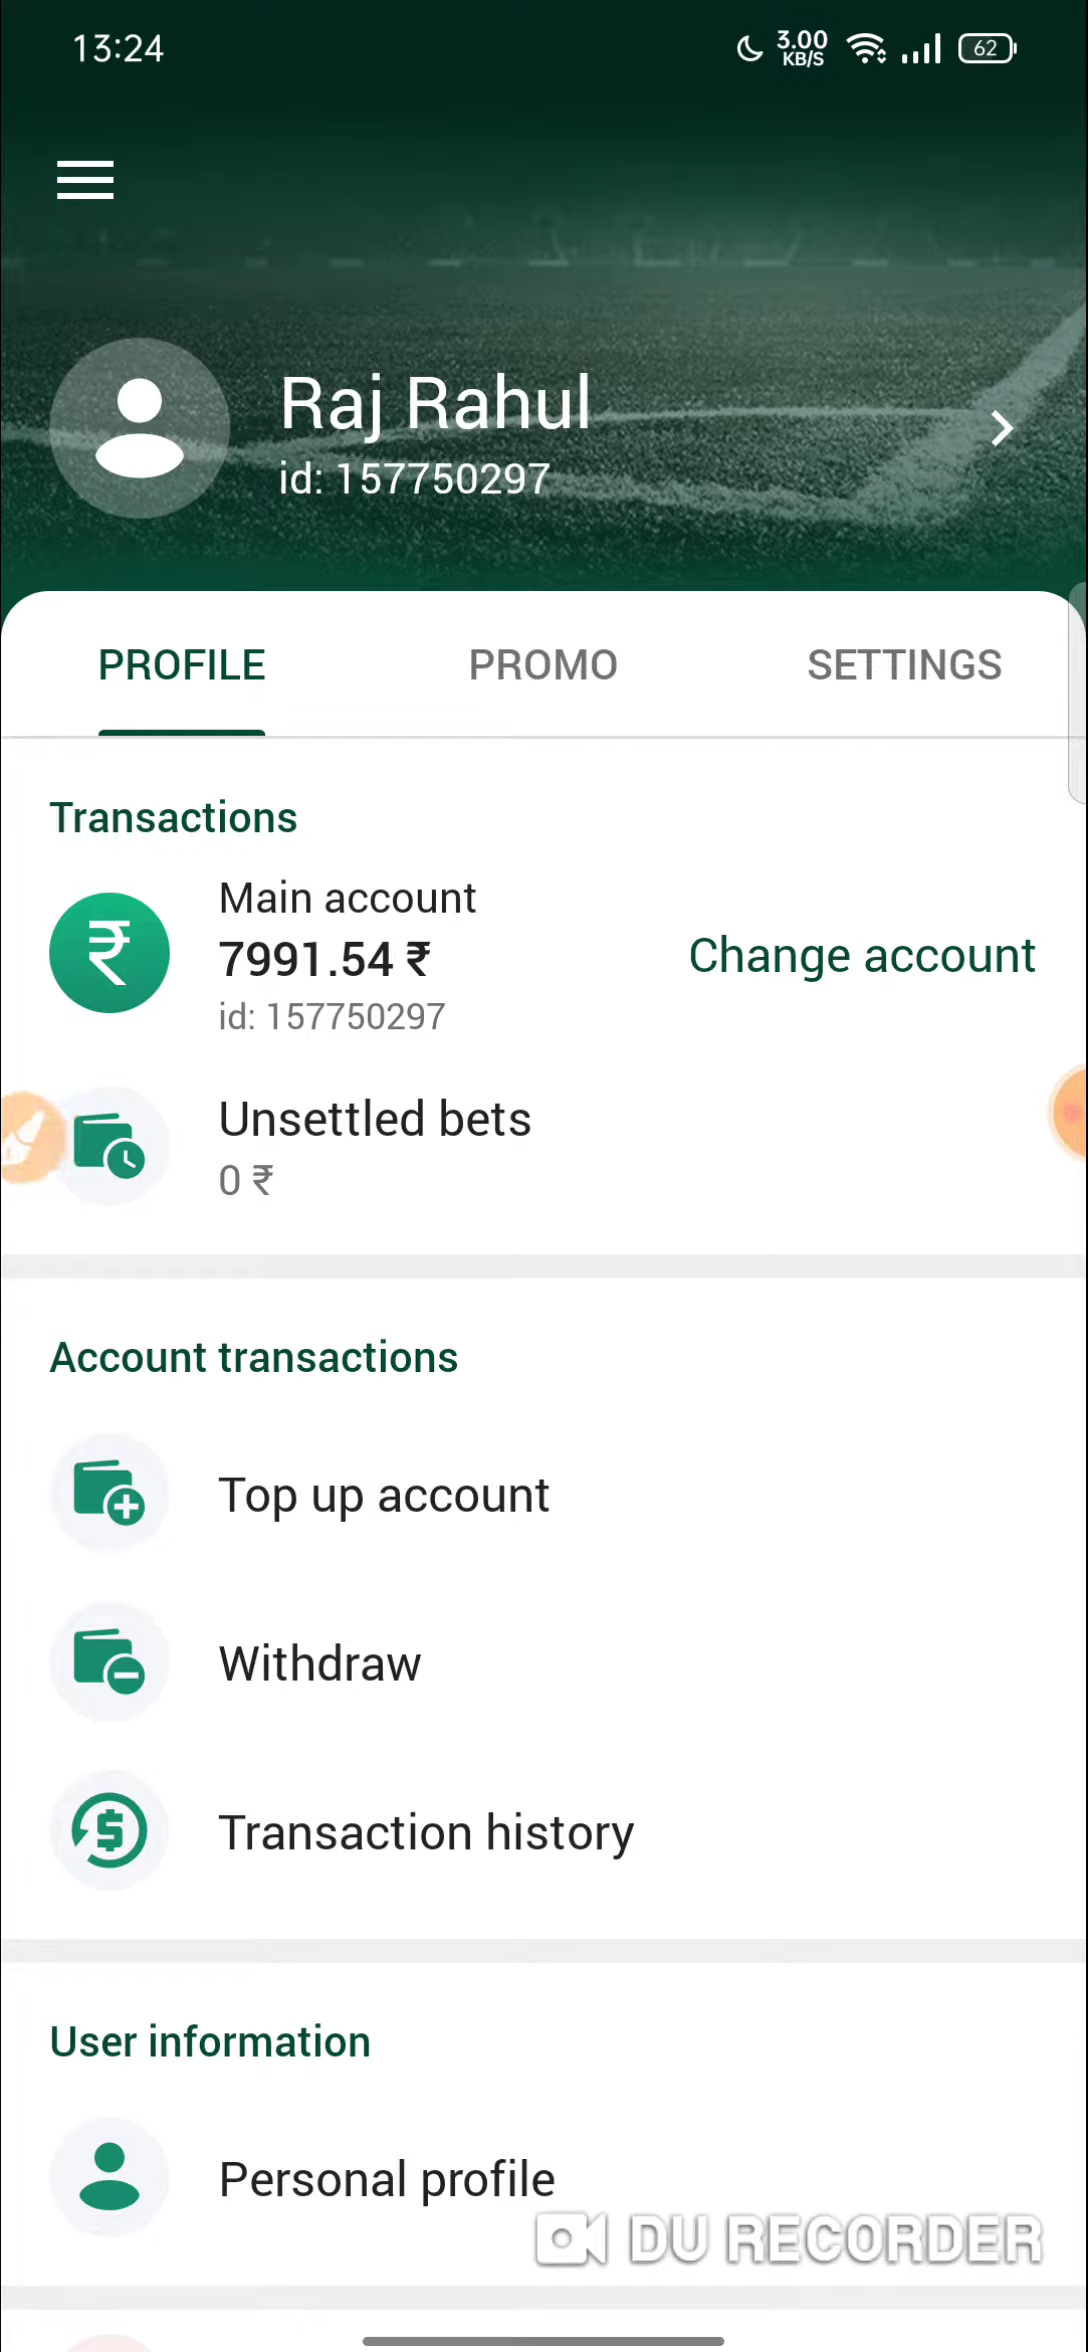 13:24
3.00
KB/S
62
Raj Rahul
id: 157750297
PROFILE
PROMO
SETTINGS
Transactions
Main account
7991.54 ₹
id: 157750297
Change account
Unsettled bets
0 ₹
Account transactions
Top up account
Withdraw
Transaction history
User information
Personal profile
DU RECORDER